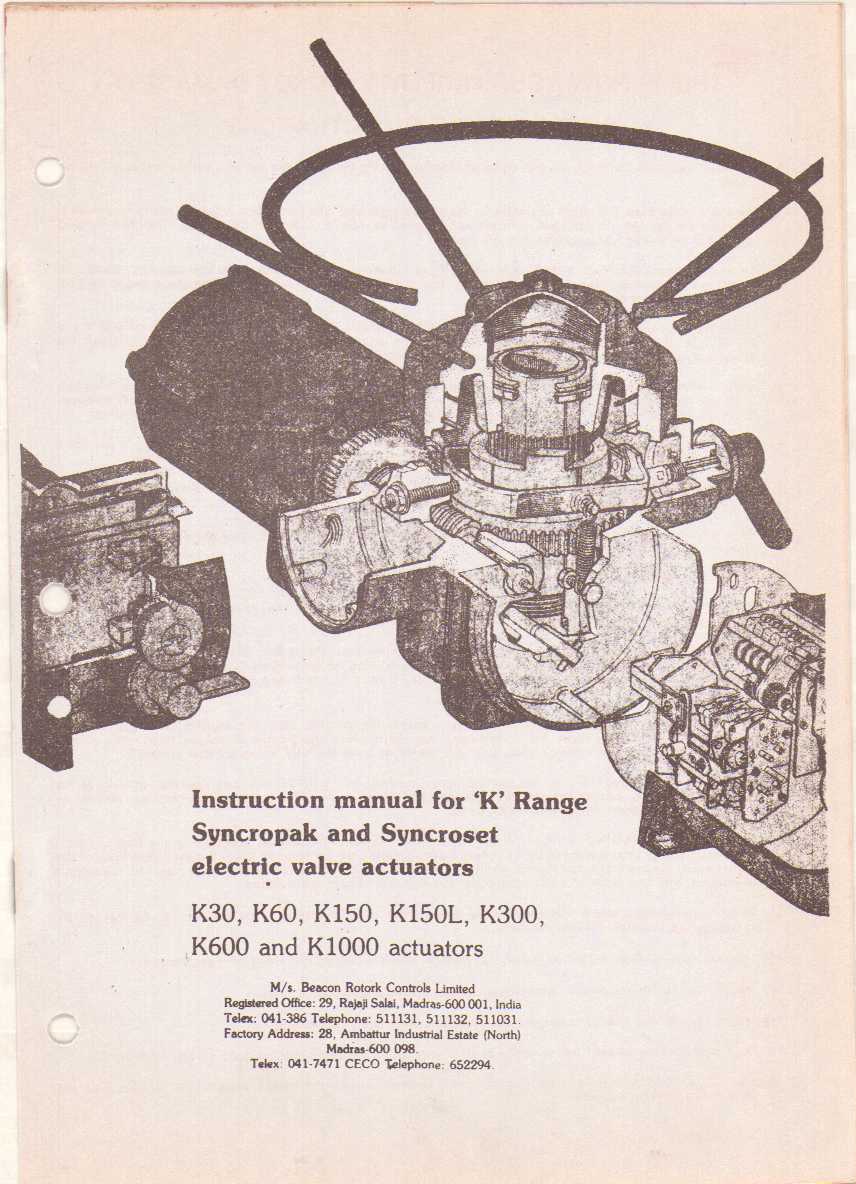 Instruction manual for ‘K’ Range
Syncropak and Syncroset
electric valve actuators
K30, K60, K150, K150L, K300,
K600 and K1000 actuators
M/s. Beacon Rotork Controls Limited
Registered Office: 29, Rajaji Salai, Madras-600 001, India
Telex: 041-386 Telephone: 511131, 511132, 511031.
Factory Address: 28, Ambattur Industrial Estate (North)
Madras-600 098.
Telex: 041-7471 CECO Telephone: 652294.